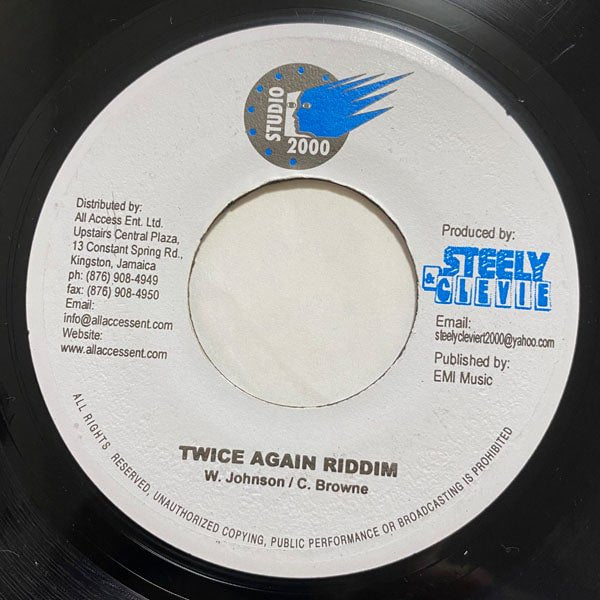 STUDIO
2000
Distributed by:
All Access Ent. Ltd.
Upstairs Central Plaza,
13 Constant Spring Rd.,
Kingston, Jamaica
ph: (876) 908-4949
fax: (876) 908-4950
Email:
info@allaccessent.com
Website:
www.allaccessent.com
Produced by:
STEELY
& CLEVIE
Email:
steelycleviert2000@yahoo.com
Published by:
EMI Music
TWICE AGAIN RIDDIM
W. Johnson / C. Browne
ALL RIGHTS RESERVED, UNAUTHORIZED COPYING, PUBLIC PERFORMANCE OR BROADCASTING IS PROHIBITED